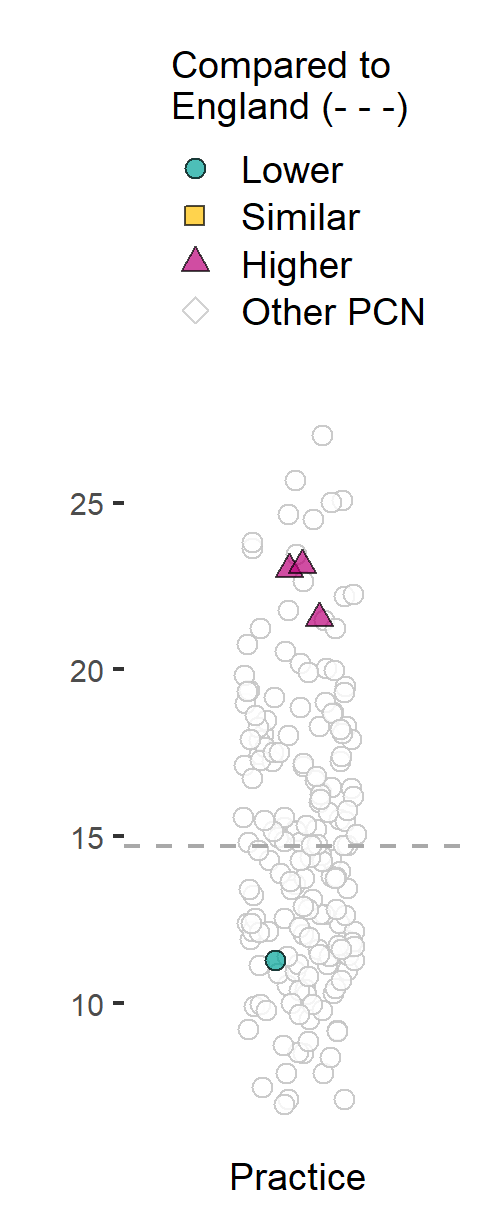 Compared to
England (- - -)
Lower
Similar
Higher
Other PCN
25
20
15
10
Practice